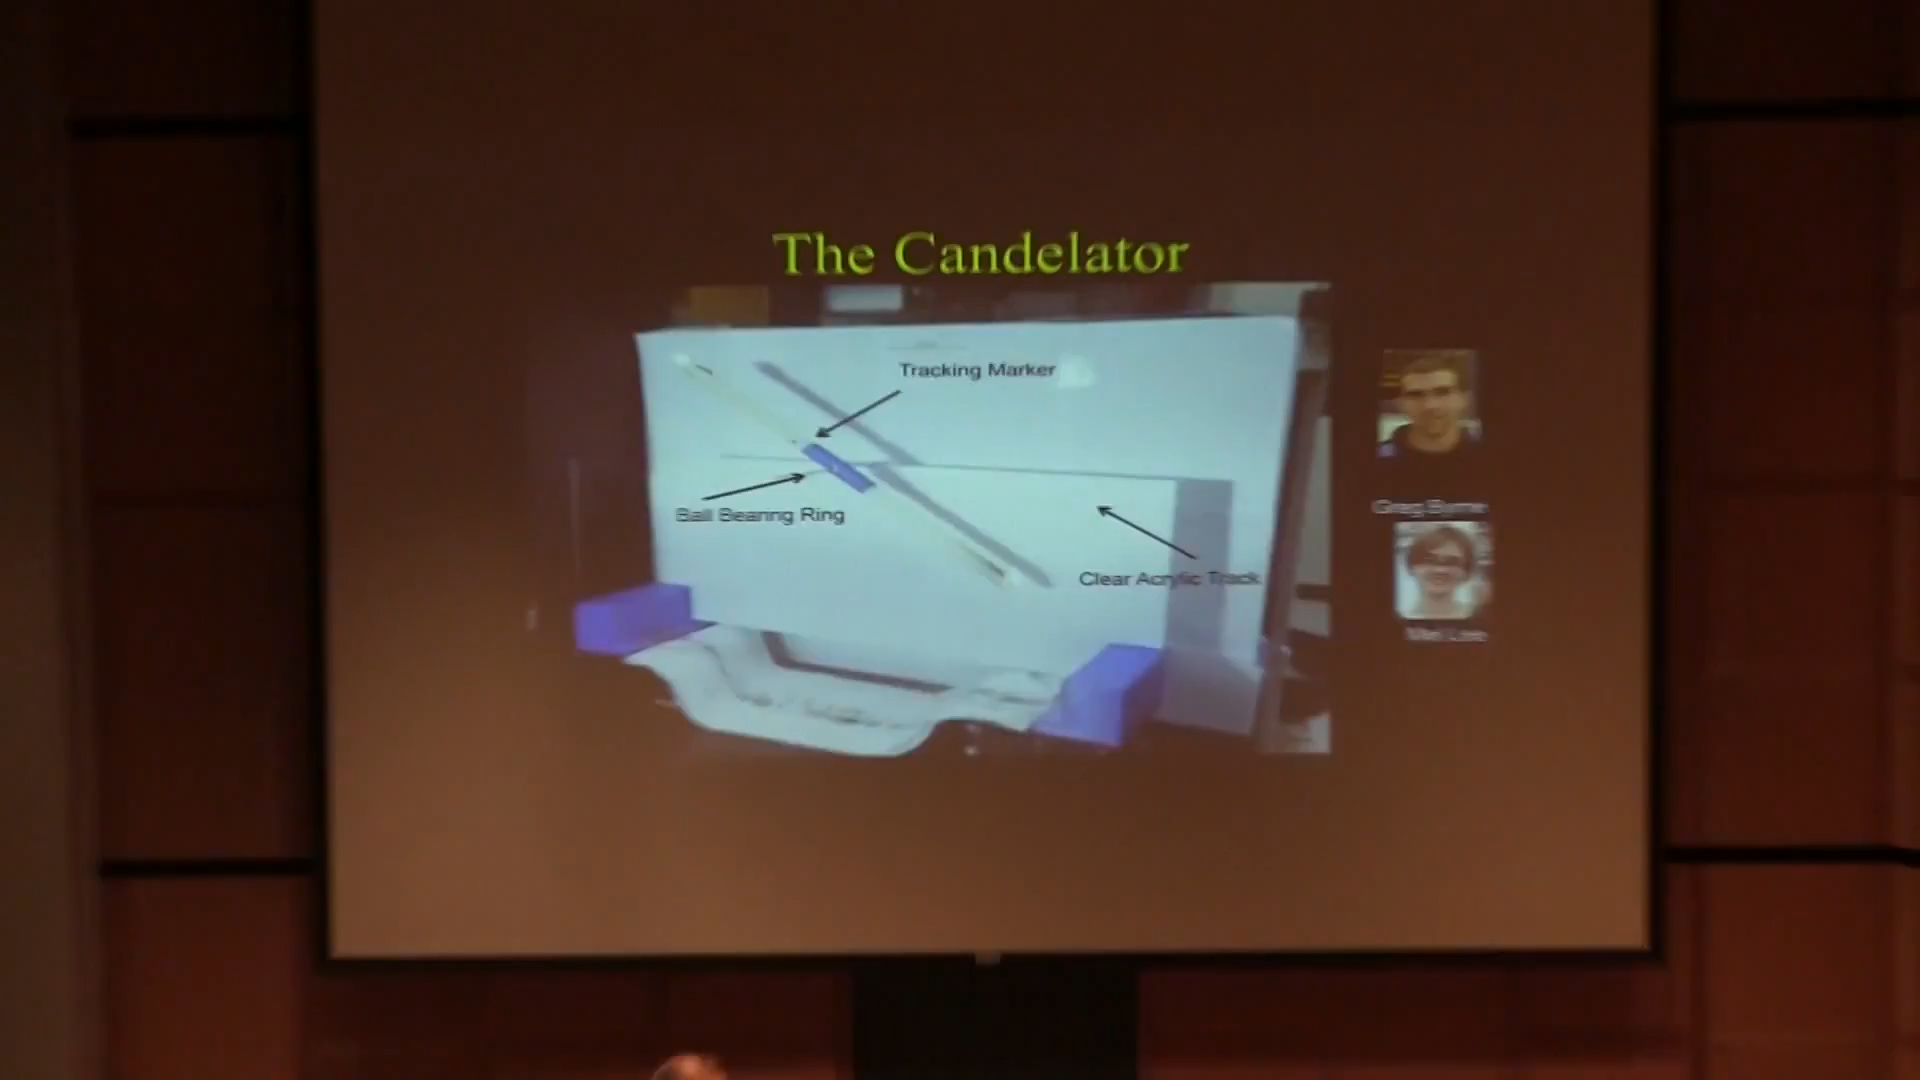 The Candelator
Tracking Marker
Ball Bearing Ring
Clear Acrylic Track
Greg Byrne